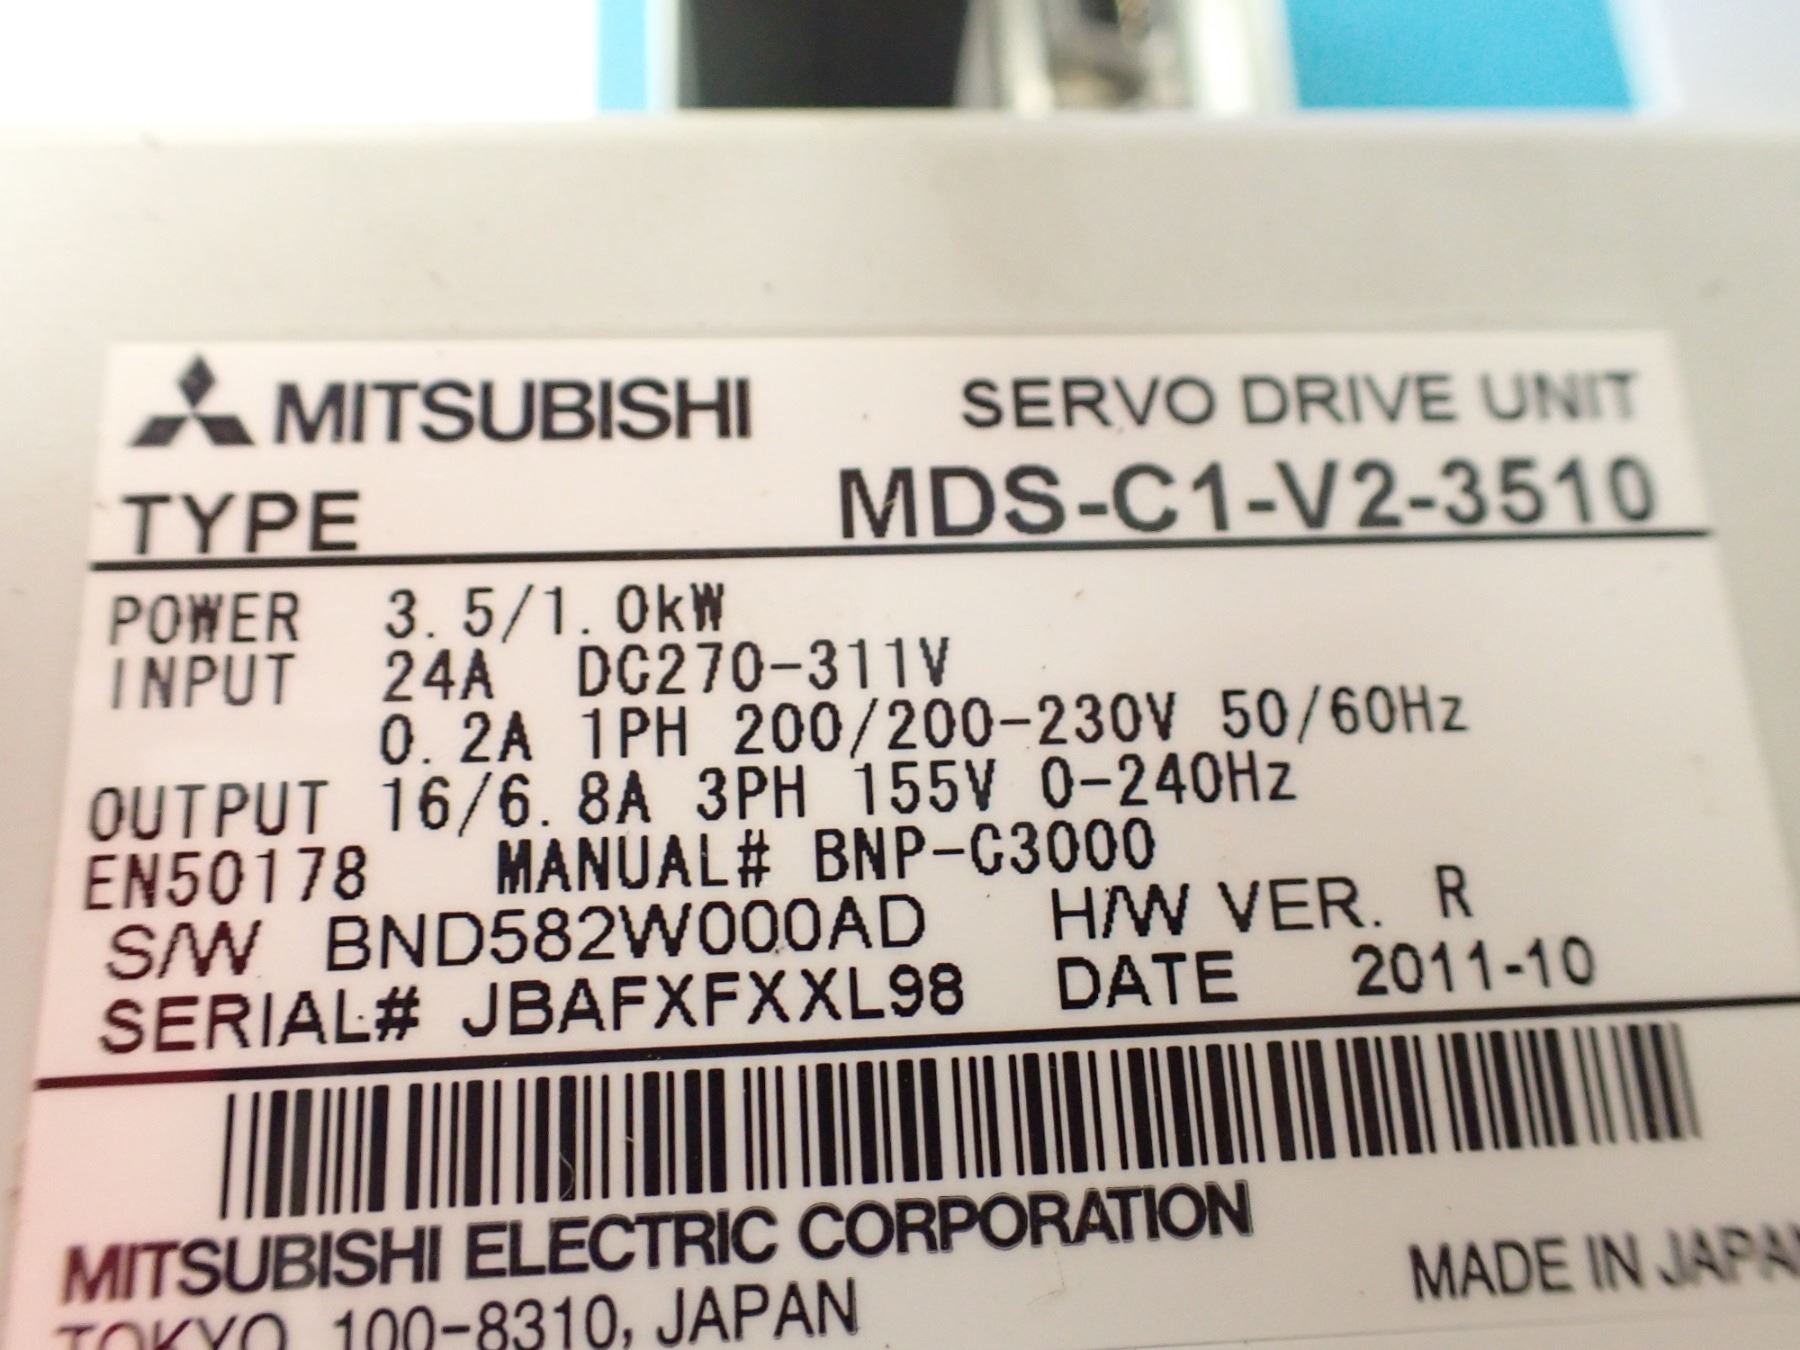 MITSUBISHI SERVO DRIVE UNIT
TYPE MDS-C1-V2-3510
POWER 3.5/1.0kW
INPUT 24A DC270-311V
0.2A 1PH 200/200-230V 50/60Hz
OUTPUT 16/6.8A 3PH 155V 0-240Hz
EN50178 MANUAL# BNP-C3000
S/W BND582W000AD H/W VER. R
SERIAL# JBAFXFXXL98 DATE 2011-10
MITSUBISHI ELECTRIC CORPORATION
TOKYO 100-8310, JAPAN MADE IN JAPAN